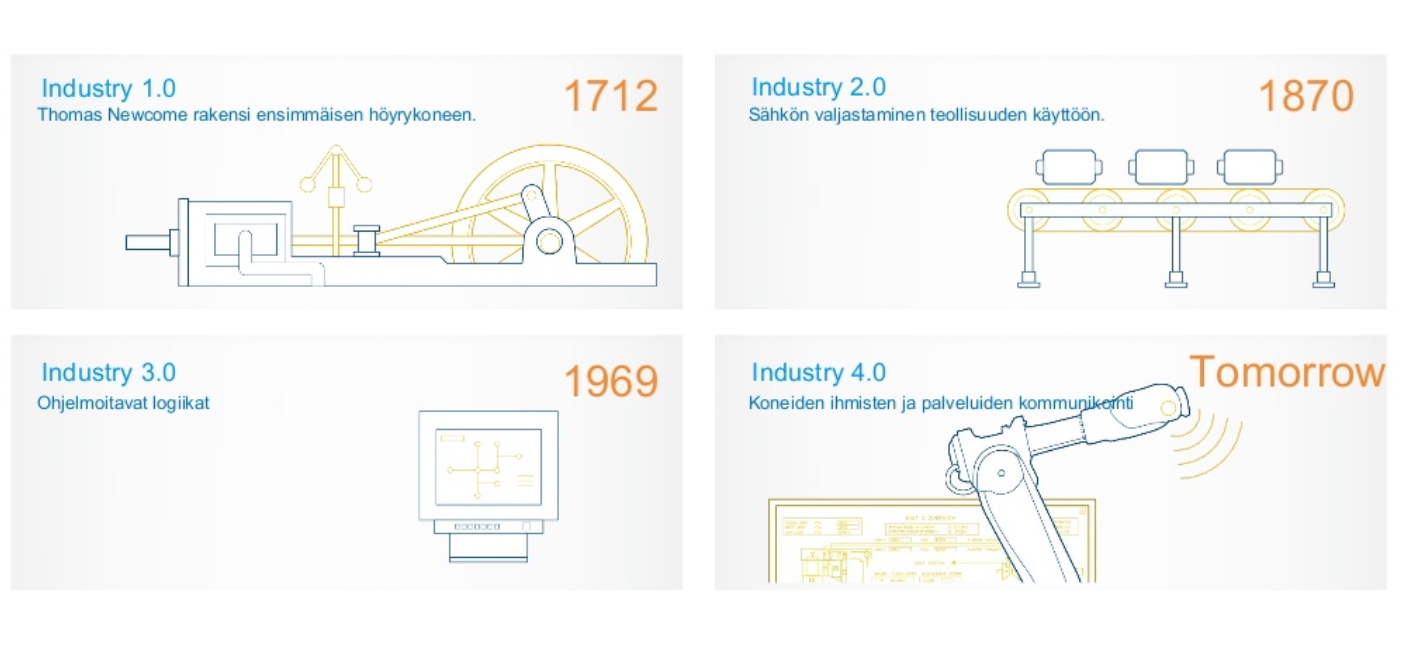 Industry 1.0
1712
Thomas Newcome rakensi ensimmäisen höyrykoneen.
Industry 2.0
1870
Sähkön valjastaminen teollisuuden käyttöön.
Industry 3.0
1969
Ohjelmoitavat logiikat
Industry 4.0
Tomorrow
Koneiden ihmisten ja palveluiden kommunikointi